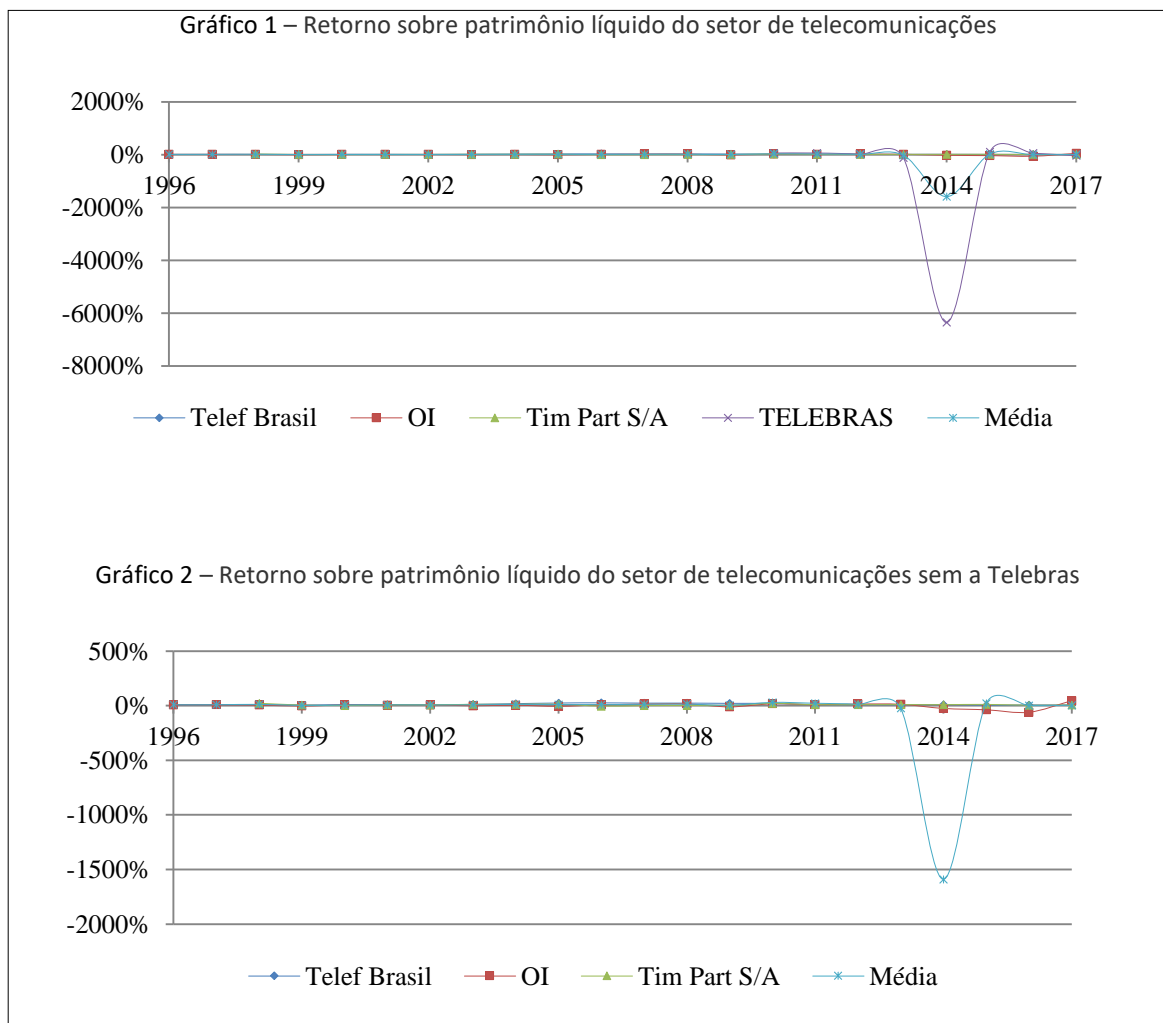 Gráfico 1 – Retorno sobre patrimônio líquido do setor de telecomunicações
2000%
0%
-2000%
-4000%
-6000%
-8000%
1996 1999 2002 2005 2008 2011 2014 2017
Telef Brasil OI Tim Part S/A TELEBRAS Média
Gráfico 2 – Retorno sobre patrimônio líquido do setor de telecomunicações sem a Telebras
500%
0%
-500%
-1000%
-1500%
-2000%
1996 1999 2002 2005 2008 2011 2014 2017
Telef Brasil OI Tim Part S/A Média